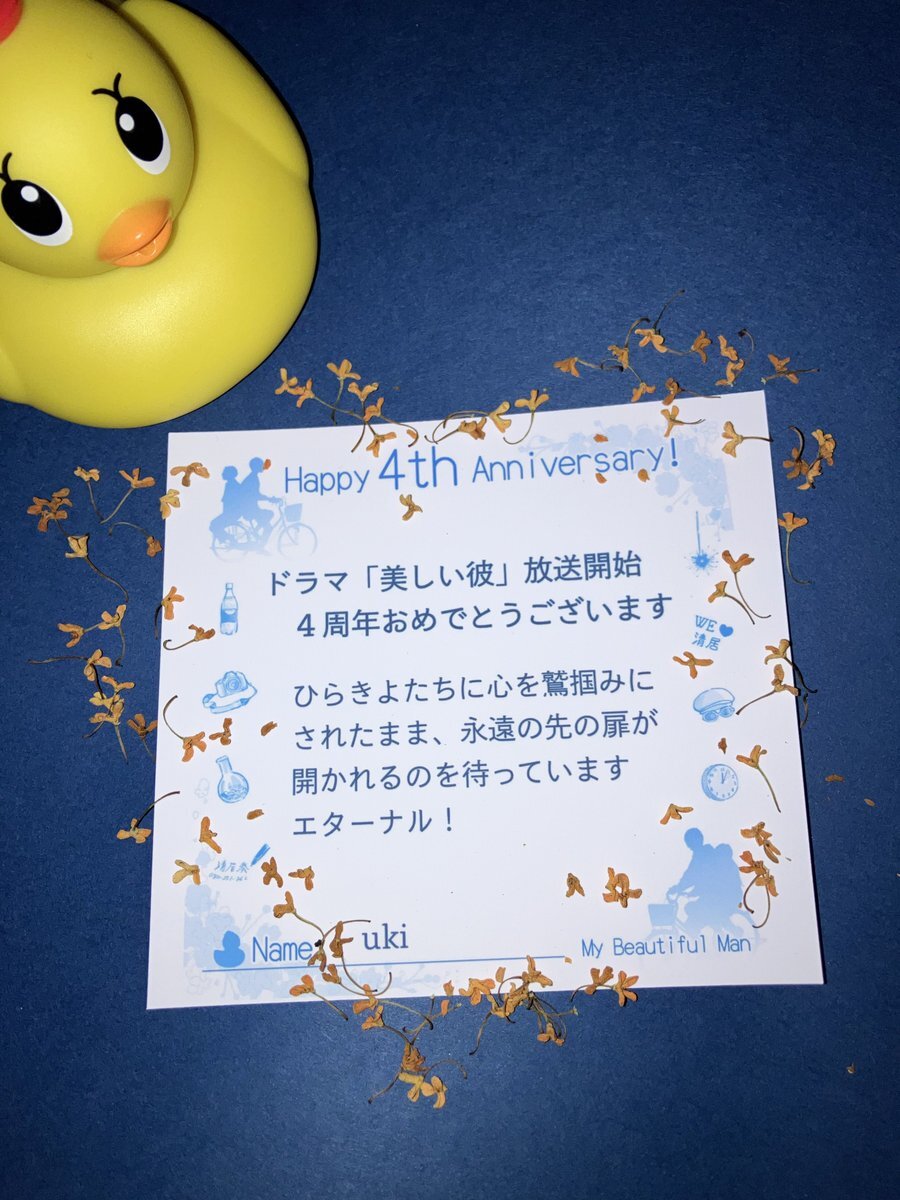 Happy 4th Anniversary!
ドラマ「美しい彼」放送開始
４周年おめでとうございます
WE♥
清居
ひらきよたちに心を鷲掴みに
されたまま、永遠の先の扉が
開かれるのを待っています
エターナル！
清居奏
Name uki
My Beautiful Man